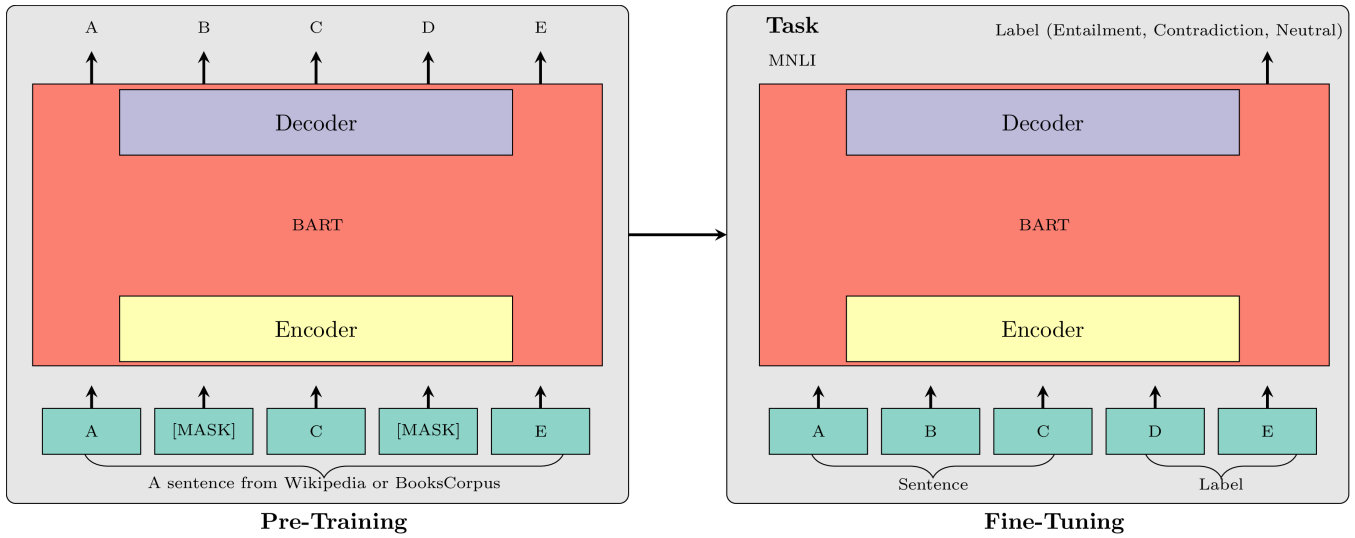 A B C D E
Decoder
BART
Encoder
A [MASK] C [MASK] E
A sentence from Wikipedia or BooksCorpus
Pre-Training
Task
Label (Entailment, Contradiction, Neutral)
MNLI
Decoder
BART
Encoder
A B C D E
Sentence Label
Fine-Tuning